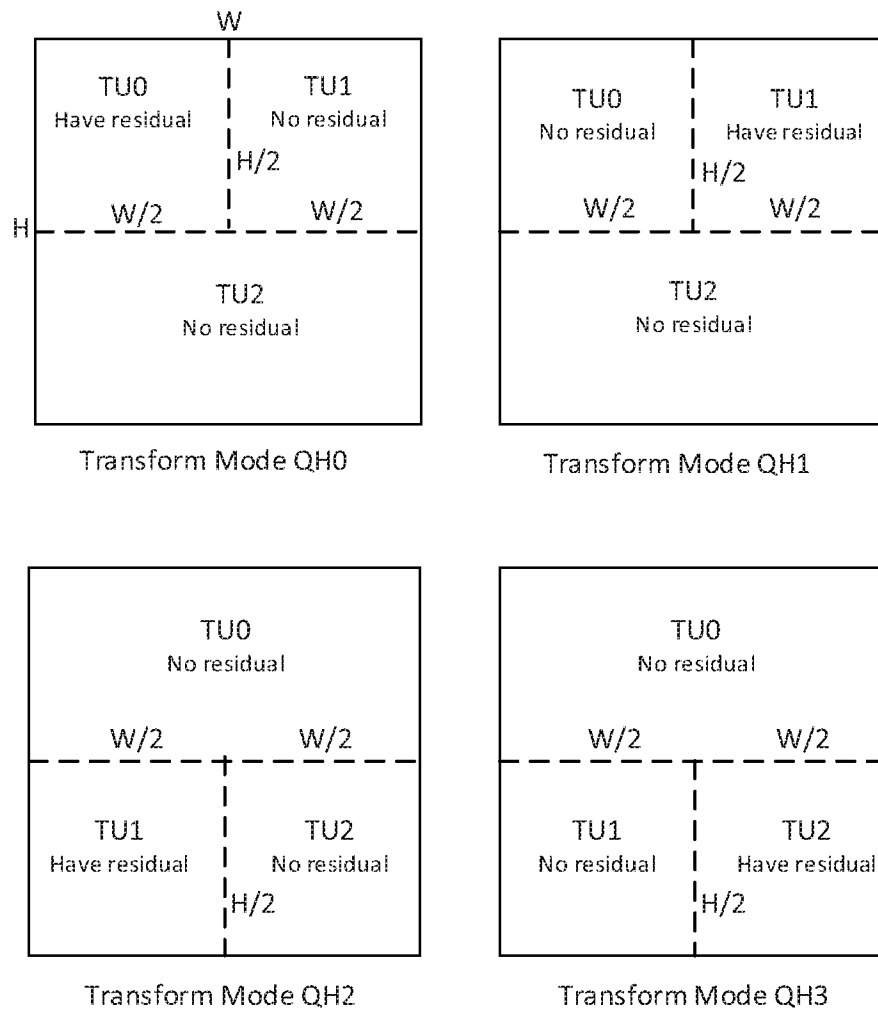 W
TU0
Have residual
TU1
No residual
H/2
W/2
W/2
H
TU2
No residual
Transform Mode QH0
TU0
No residual
TU1
Have residual
H/2
W/2
W/2
TU2
No residual
Transform Mode QH1
TU0
No residual
W/2
W/2
TU1
Have residual
TU2
No residual
H/2
Transform Mode QH2
TU0
No residual
W/2
W/2
TU1
No residual
TU2
Have residual
H/2
Transform Mode QH3